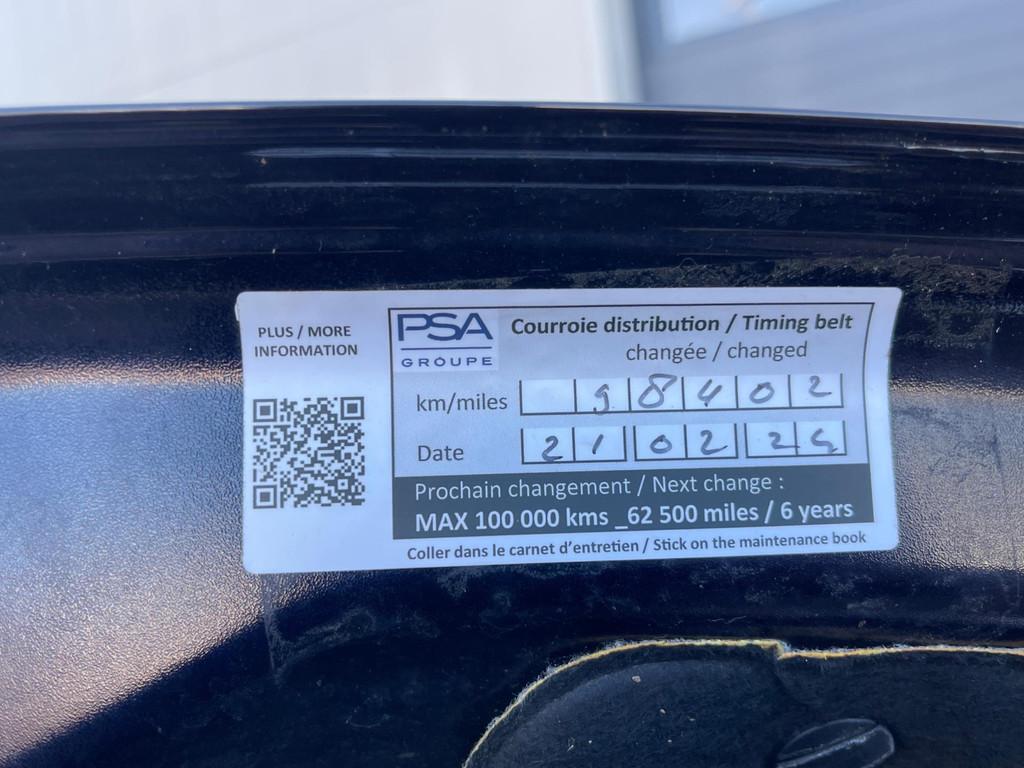 PLUS / MORE
INFORMATION
PSA
GROUPE
Courroie distribution / Timing belt
changée / changed
km/miles 98402
Date 21 02
Prochain changement / Next change :
MAX 100 000 kms _62 500 miles / 6 years
Coller dans le carnet d'entretien / Stick on the maintenance book